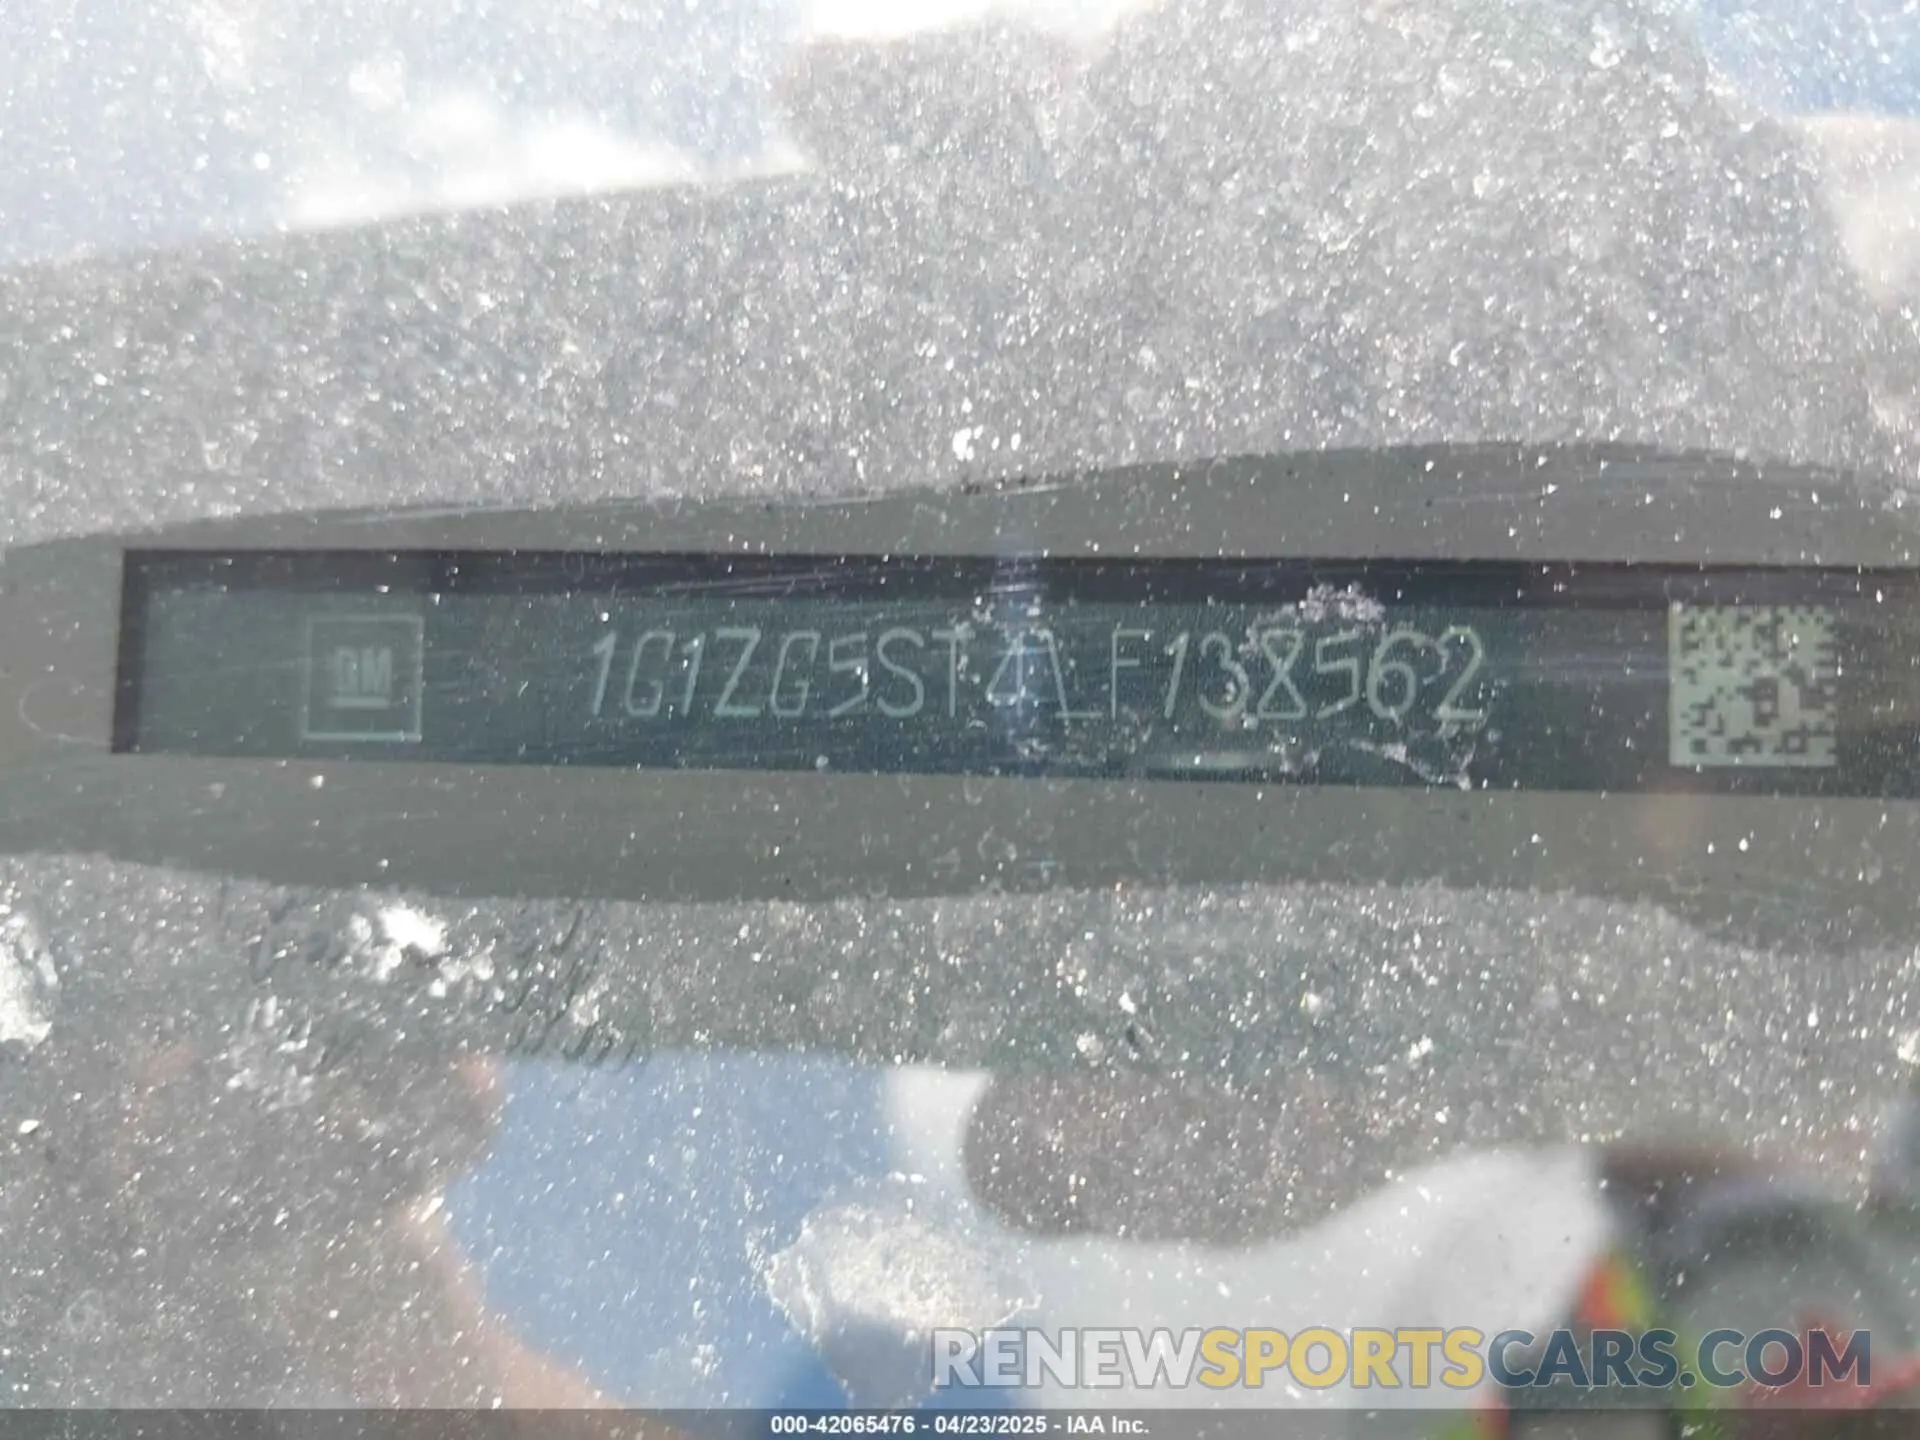 GM
1G1ZG5ST4LF138562
RENEWSPORTSCARS.COM
000-42065476 - 04/23/2025 - IAA Inc.